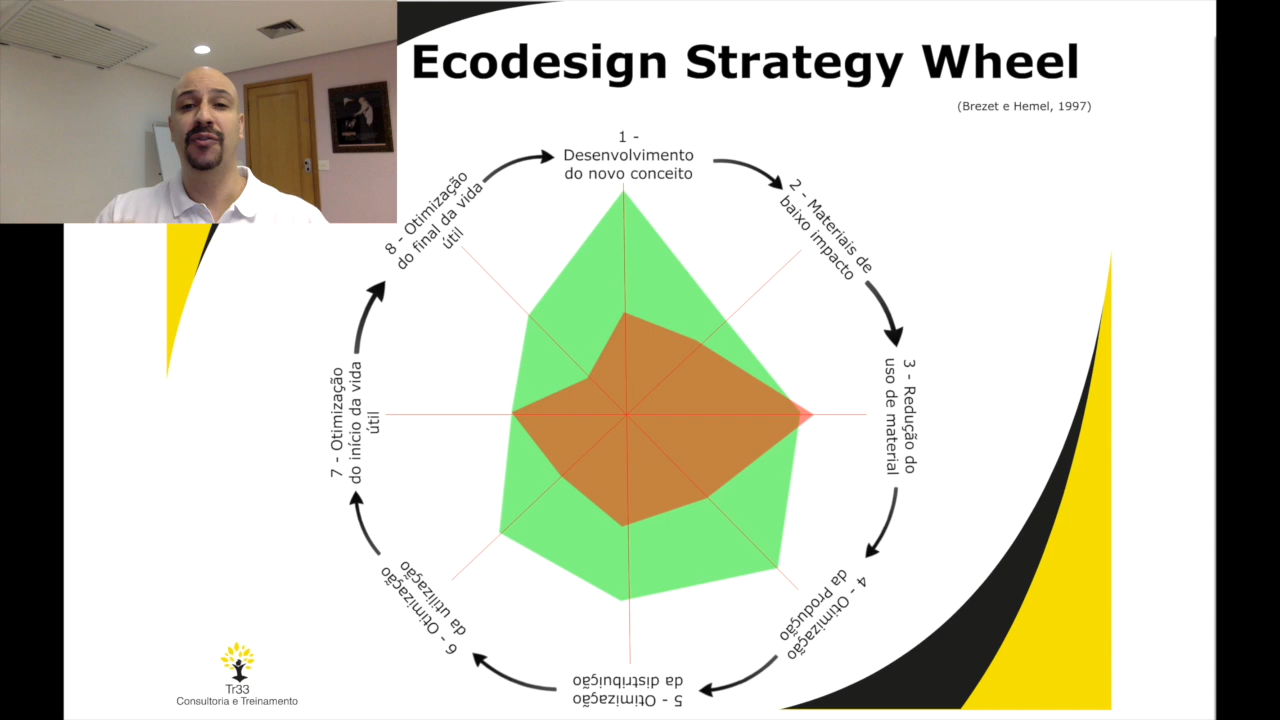 Ecodesign Strategy Wheel
(Brezet e Hemel, 1997)
1 -
Desenvolvimento
do novo conceito
2 - Materiais de
baixo impacto
3 - Redução do
uso de material
4 - Otimização
da Produção
5 - Otimização
da distribuição
6 - Otimização
da utilização
7 - Otimização
do início da vida
útil
8 - Otimização
do final da vida
útil
Tr33
Consultoria e Treinamento